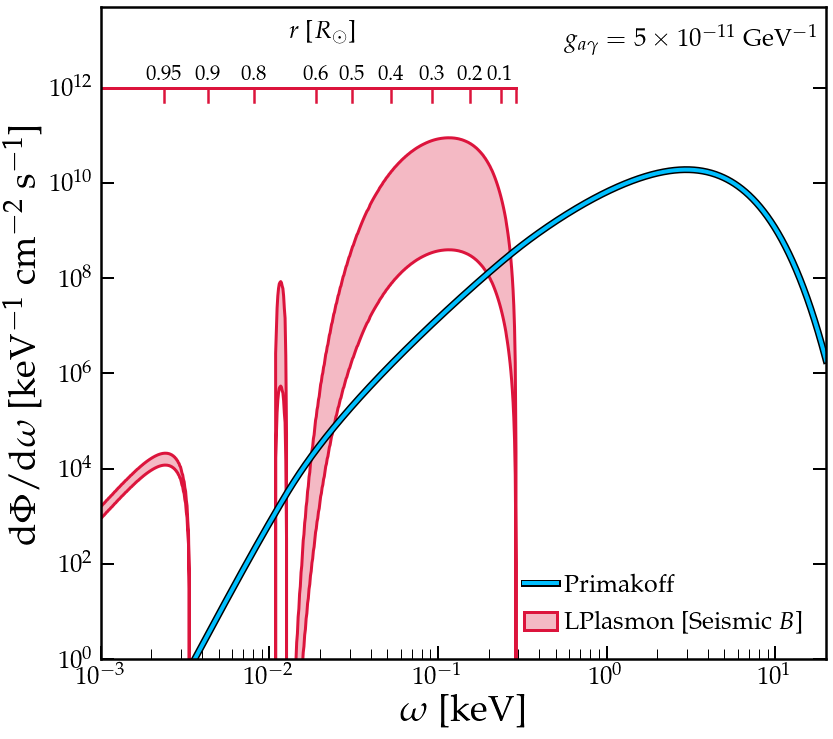 r [R☉]
g_{aγ} = 5 × 10^{−11} GeV^{−1}
0.95 0.9 0.8 0.6 0.5 0.4 0.3 0.2 0.1
10^{12}
10^{10}
10^{8}
10^{6}
10^{4}
10^{2}
10^{0}
dΦ/dω [keV^{−1} cm^{−2} s^{−1}]
Primakoff
LPlasmon [Seismic B]
10^{−3} 10^{−2} 10^{−1} 10^{0} 10^{1}
ω [keV]